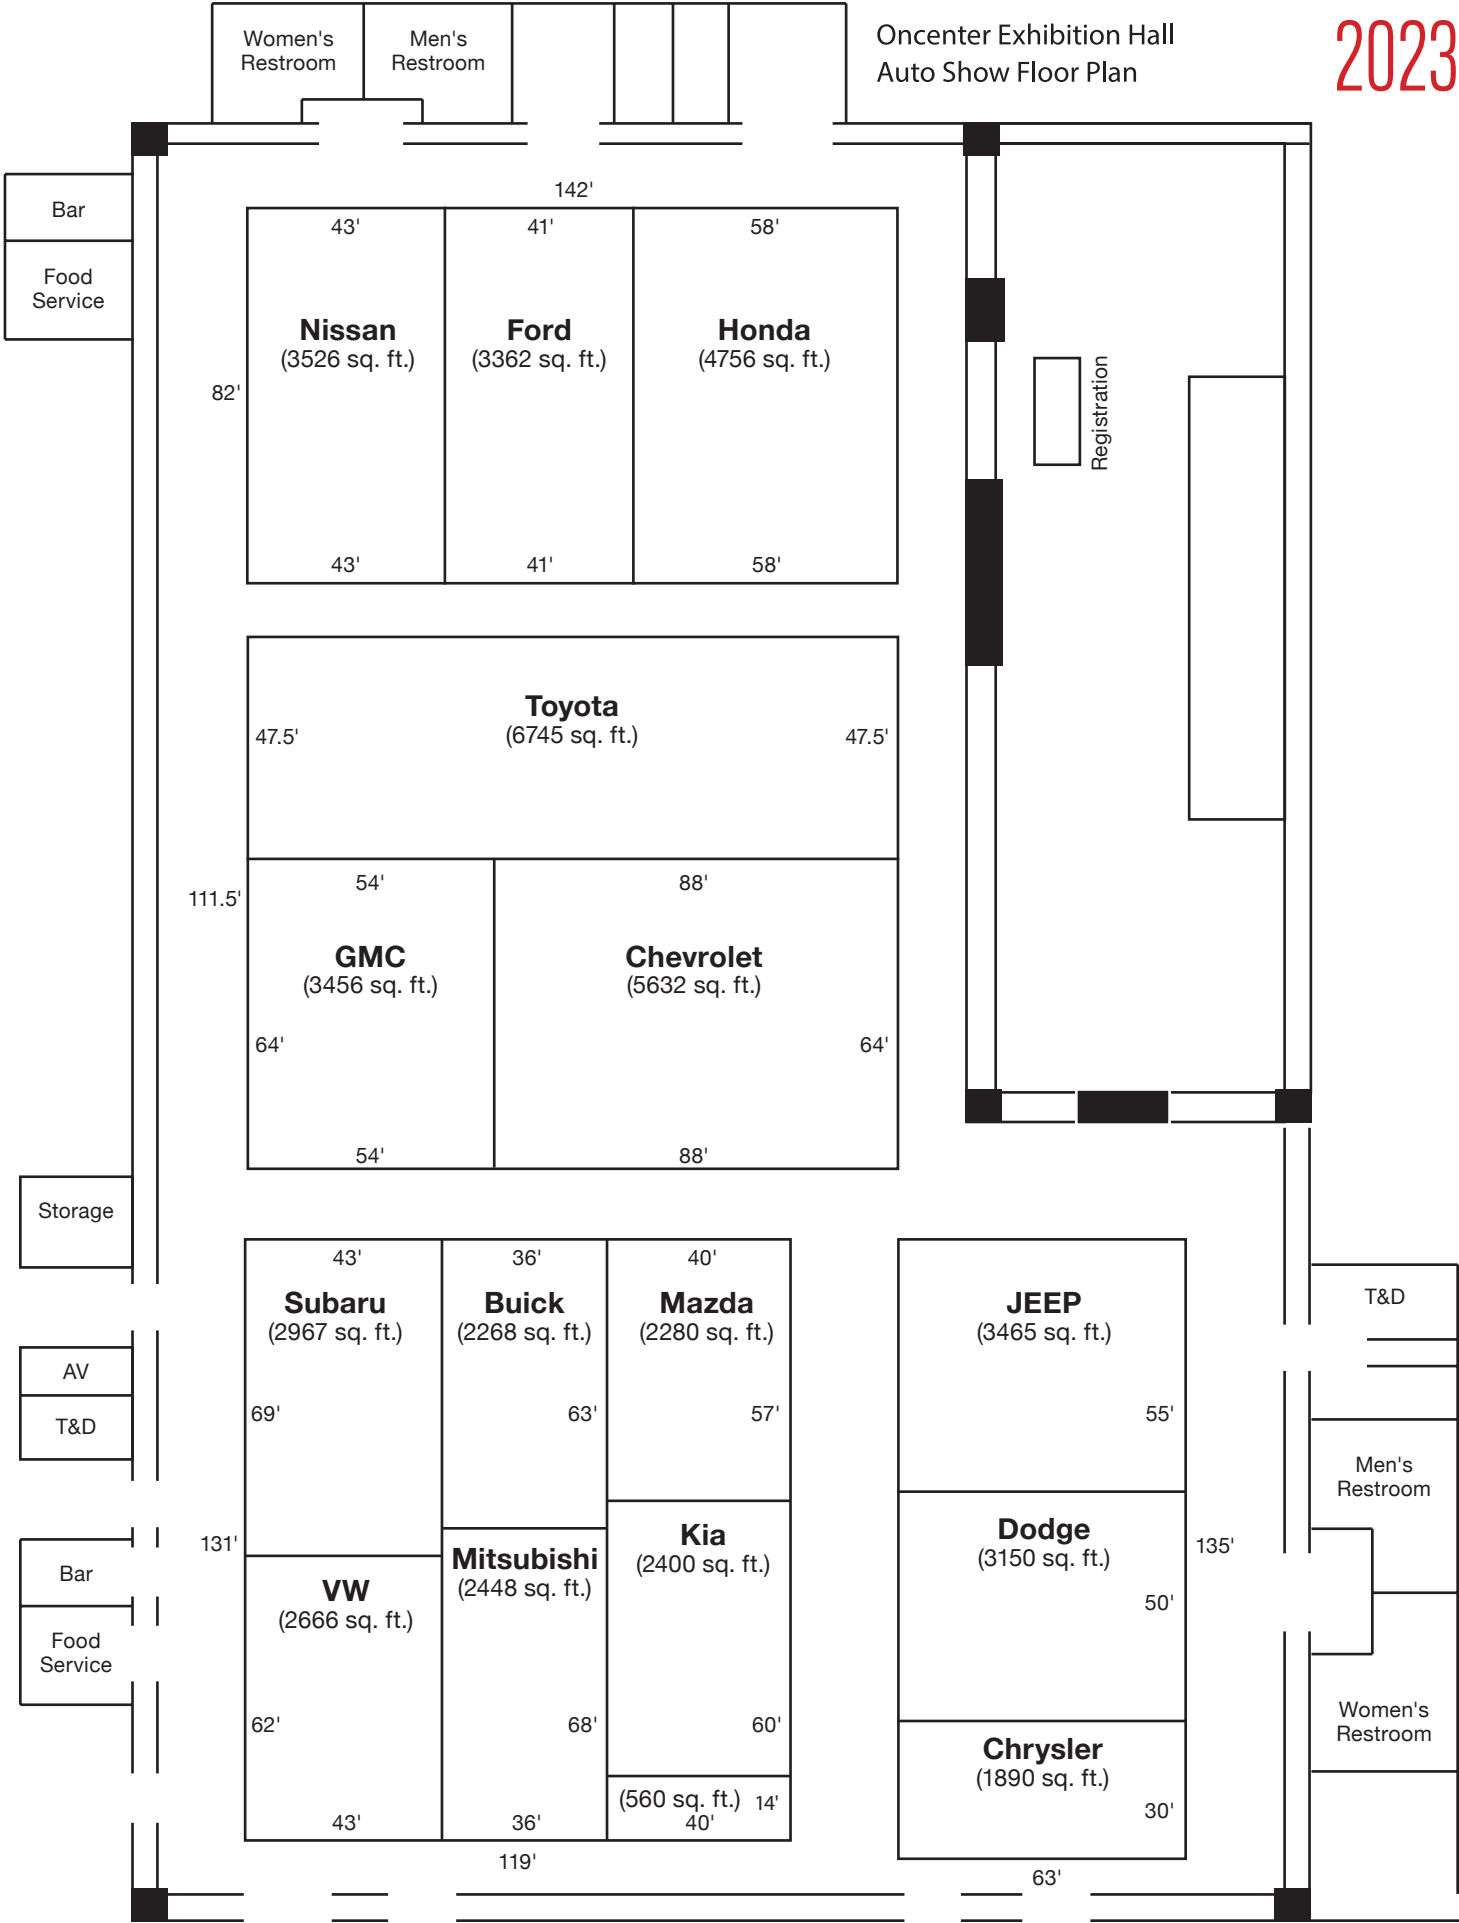 Women's
Restroom
Men's
Restroom
Oncenter Exhibition Hall
Auto Show Floor Plan
2023
Bar
Food
Service
142'
43'
41'
58'
Nissan
(3526 sq. ft.)
Ford
(3362 sq. ft.)
Honda
(4756 sq. ft.)
82'
Registration
43'
41'
58'
Toyota
(6745 sq. ft.)
47.5'
47.5'
111.5'
54'
88'
GMC
(3456 sq. ft.)
Chevrolet
(5632 sq. ft.)
64'
64'
54'
88'
Storage
AV
T&D
Bar
Food
Service
43'
36'
40'
Subaru
(2967 sq. ft.)
Buick
(2268 sq. ft.)
Mazda
(2280 sq. ft.)
69'
63'
57'
131'
VW
(2666 sq. ft.)
Mitsubishi
(2448 sq. ft.)
Kia
(2400 sq. ft.)
62'
68'
60'
(560 sq. ft.)
14'
43'
36'
40'
119'
JEEP
(3465 sq. ft.)
55'
Dodge
(3150 sq. ft.)
50'
135'
Chrysler
(1890 sq. ft.)
30'
63'
T&D
Men's
Restroom
Women's
Restroom